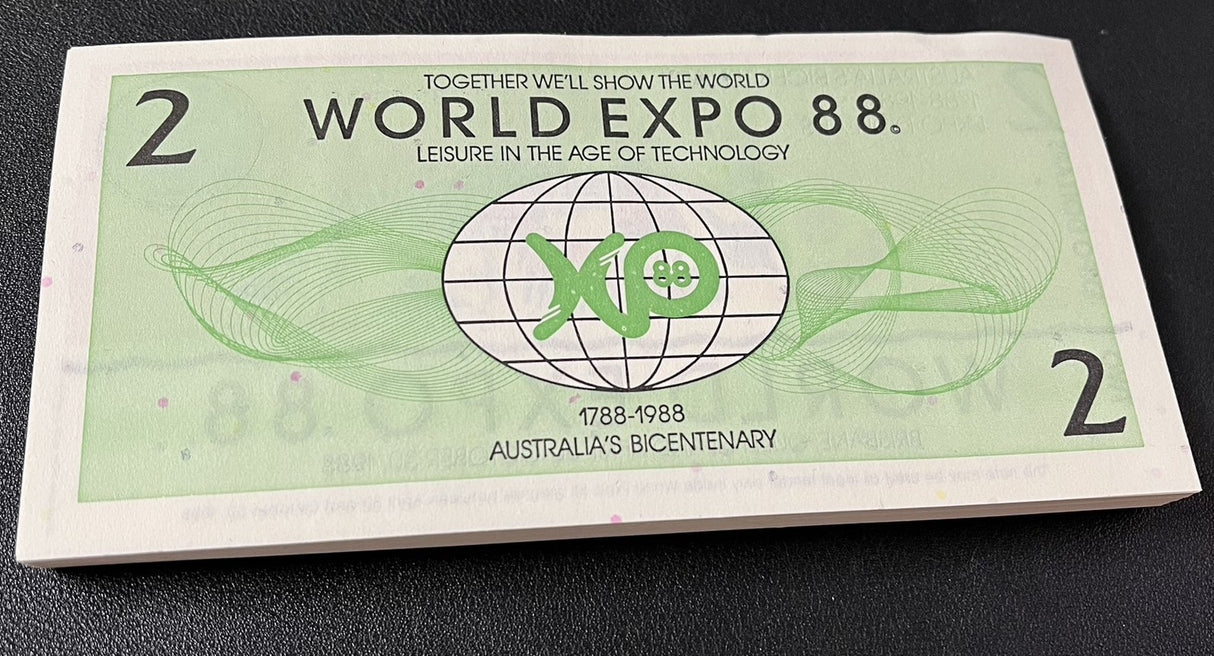 2
TOGETHER WE'LL SHOW THE WORLD
WORLD EXPO 88.
LEISURE IN THE AGE OF TECHNOLOGY
XPO
88
1788-1988
AUSTRALIA'S BICENTENARY
2